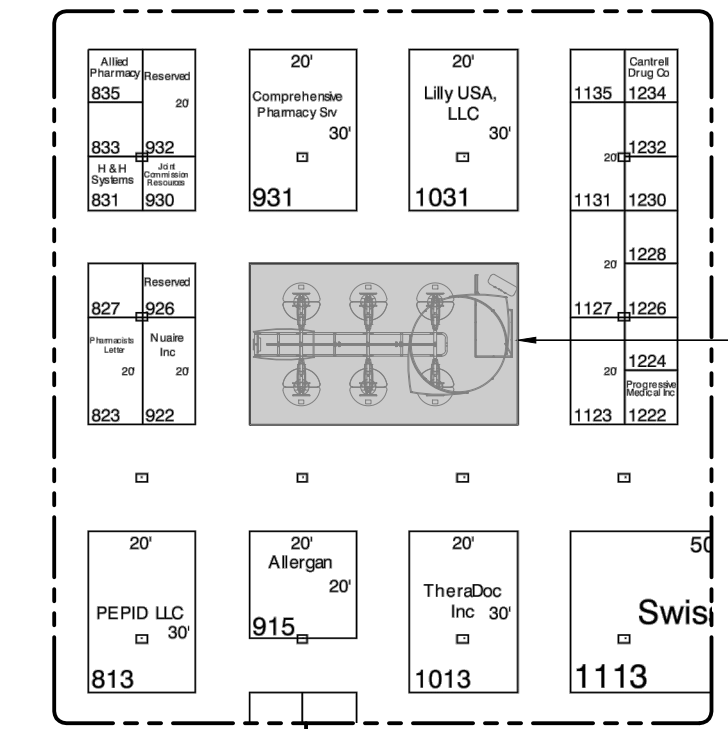 Allied
Pharmacy
835
Reserved
20'
833
932
H & H
Systems
831
Joint
Commission
Resources
930
20'
Comprehensive
Pharmacy Srv
30'
931
20'
Lilly USA,
LLC
30'
1031
1135
Cantrell
Drug Co
1234
20'
1232
1131
1230
20'
1228
1127
1226
20'
1224
Progressive
Medical Inc
1123
1222
827
Reserved
926
Pharmacists
Letter
20'
823
Nuaire
Inc
20'
922
20'
PEPID LLC
30'
813
20'
Allergan
20'
915
20'
TheraDoc
Inc 30'
1013
50
Swis
1113